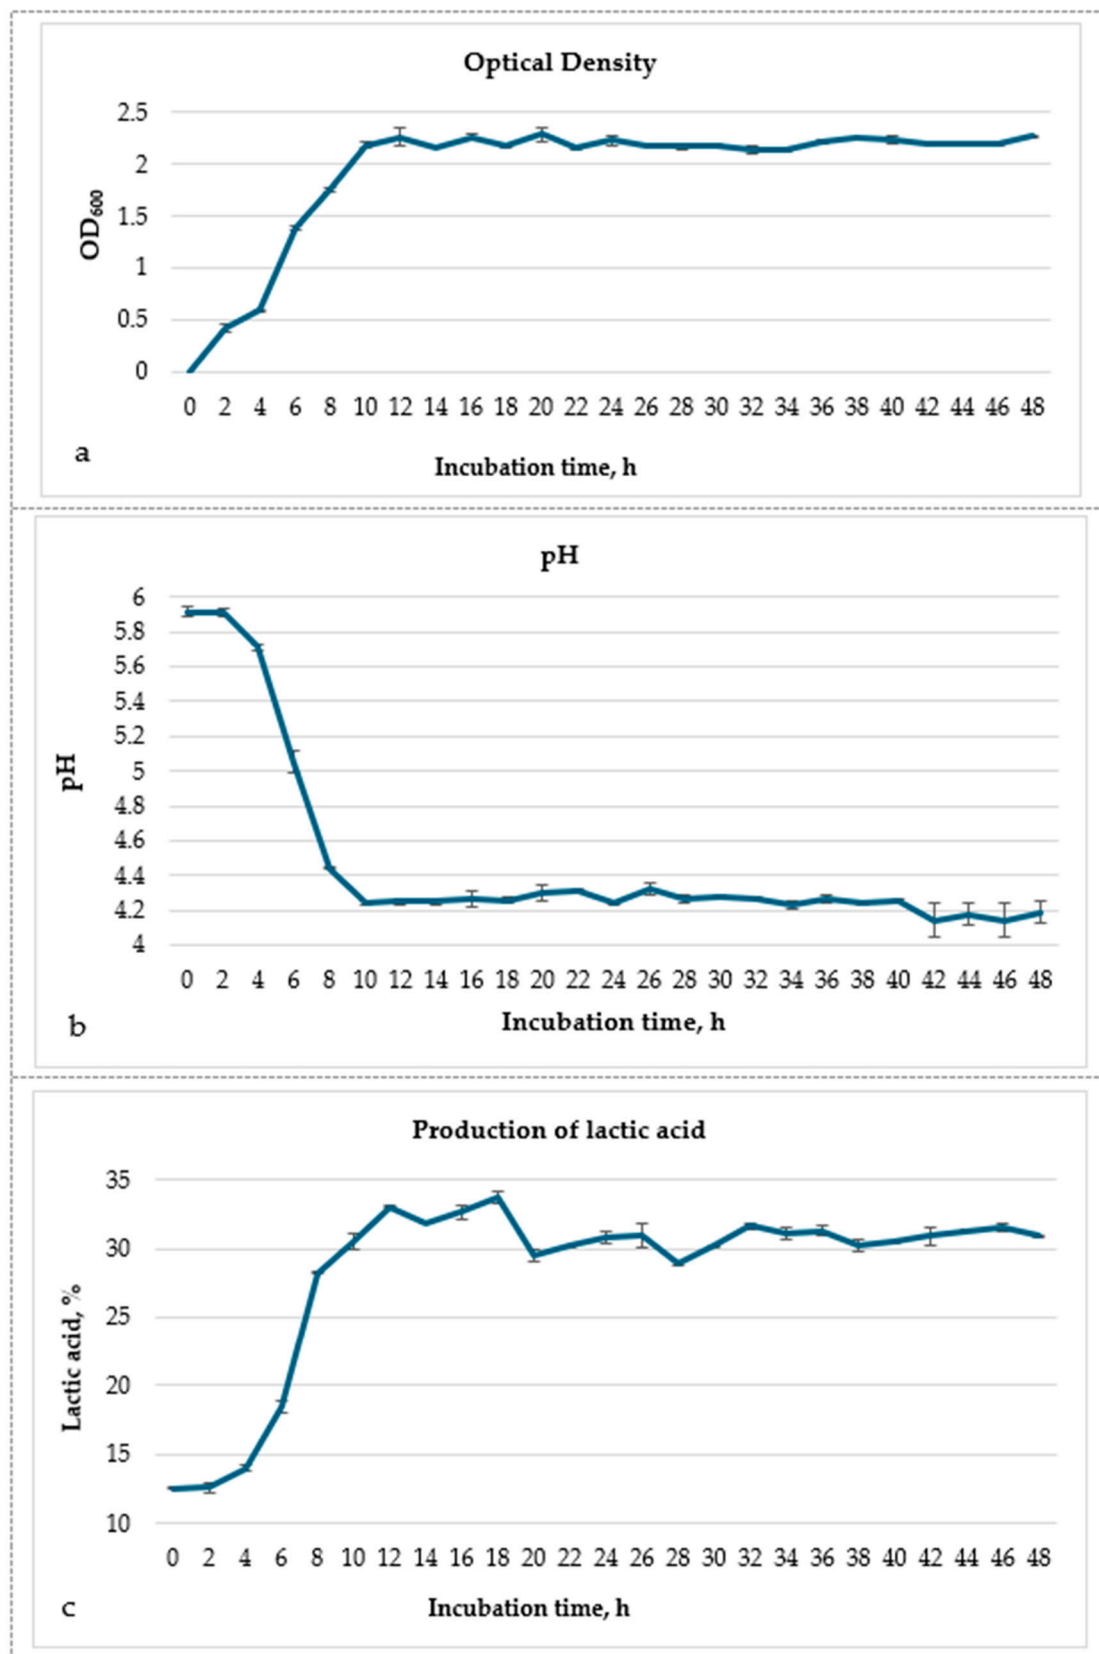 Optical Density
2.5
2
1.5
1
0.5
0
OD600
0 2 4 6 8 10 12 14 16 18 20 22 24 26 28 30 32 34 36 38 40 42 44 46 48
a
Incubation time, h
pH
6
5.8
5.6
5.4
5.2
5
4.8
4.6
4.4
4.2
4
pH
0 2 4 6 8 10 12 14 16 18 20 22 24 26 28 30 32 34 36 38 40 42 44 46 48
b
Incubation time, h
Production of lactic acid
35
30
25
20
15
10
Lactic acid, %
0 2 4 6 8 10 12 14 16 18 20 22 24 26 28 30 32 34 36 38 40 42 44 46 48
c
Incubation time, h